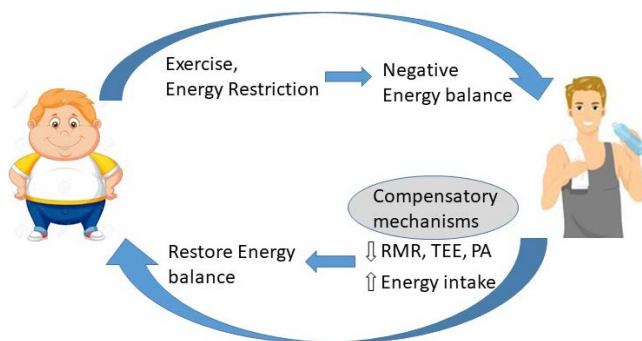 Exercise,
Energy Restriction
Negative
Energy balance
Compensatory
mechanisms
⇩ RMR, TEE, PA
⇧ Energy intake
Restore Energy
balance